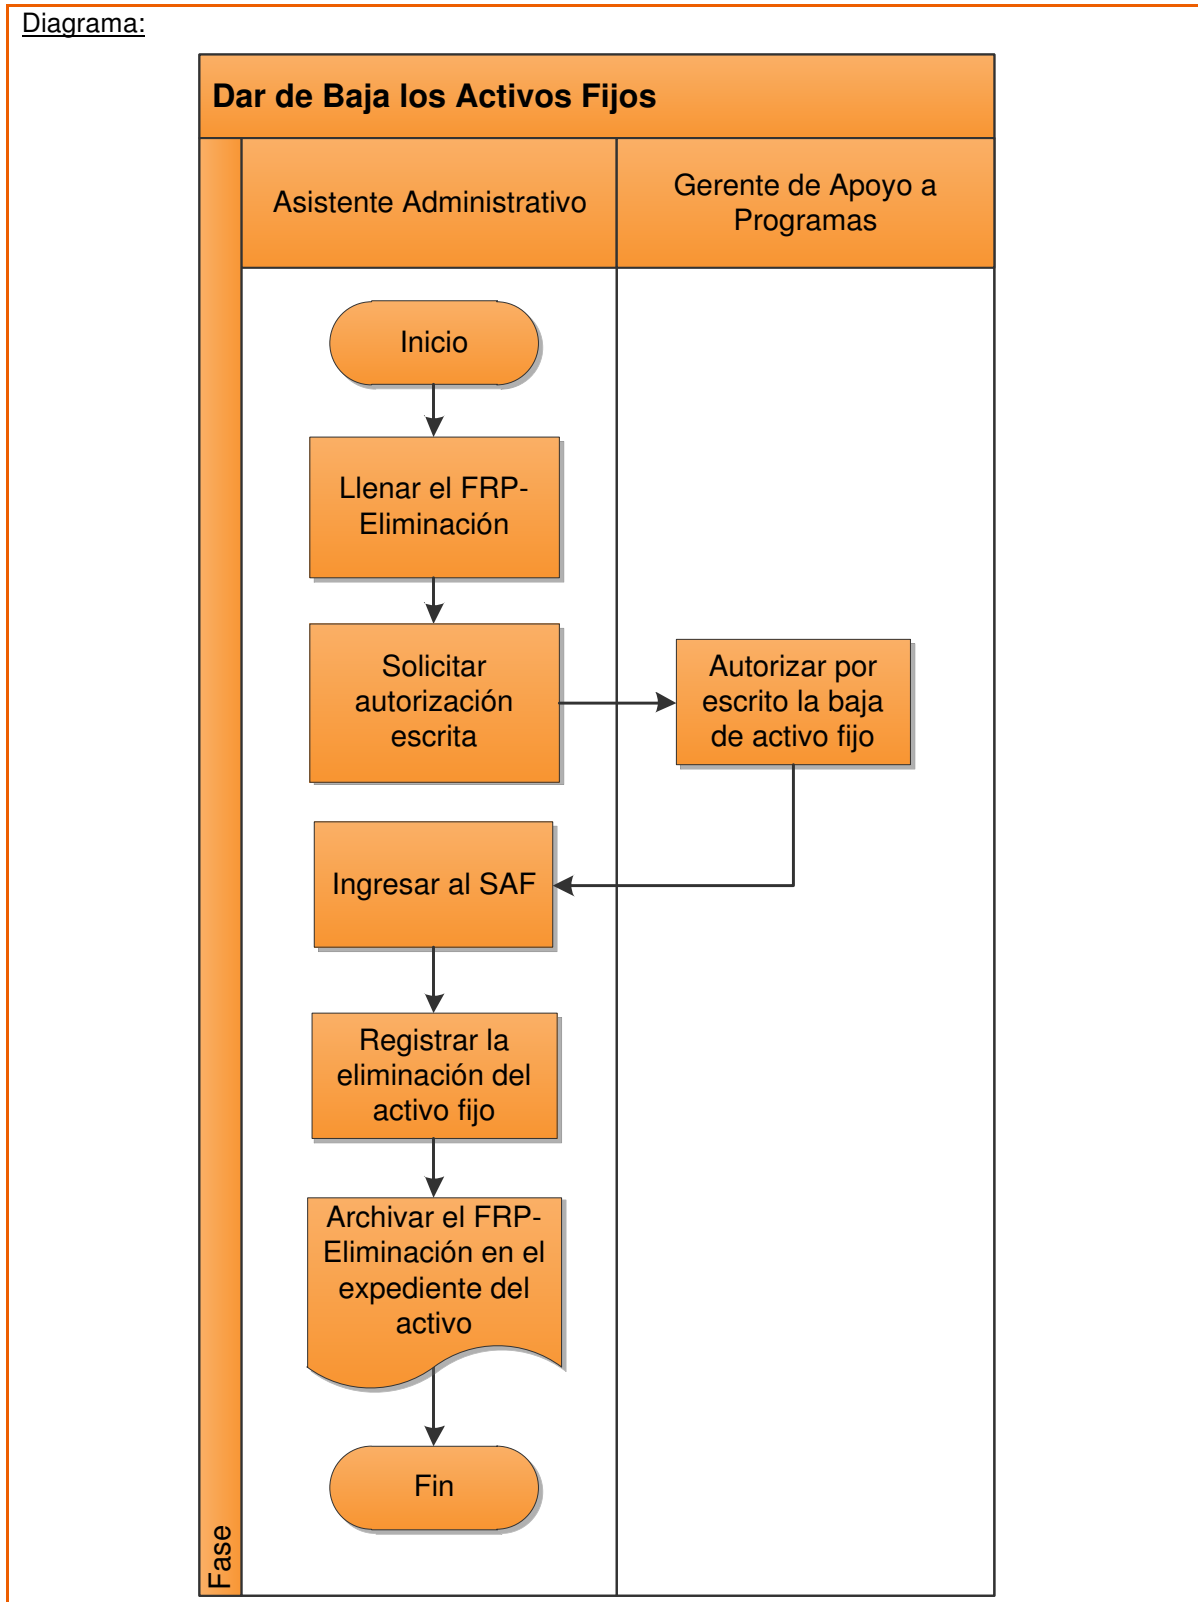 Diagrama:
Dar de Baja los Activos Fijos
Asistente Administrativo
Gerente de Apoyo a
Programas
Inicio
Llenar el FRP-
Eliminación
Solicitar
autorización
escrita
Autorizar por
escrito la baja
de activo fijo
Ingresar al SAF
Registrar la
eliminación del
activo fijo
Archivar el FRP-
Eliminación en el
expediente del
activo
Fin
Fase